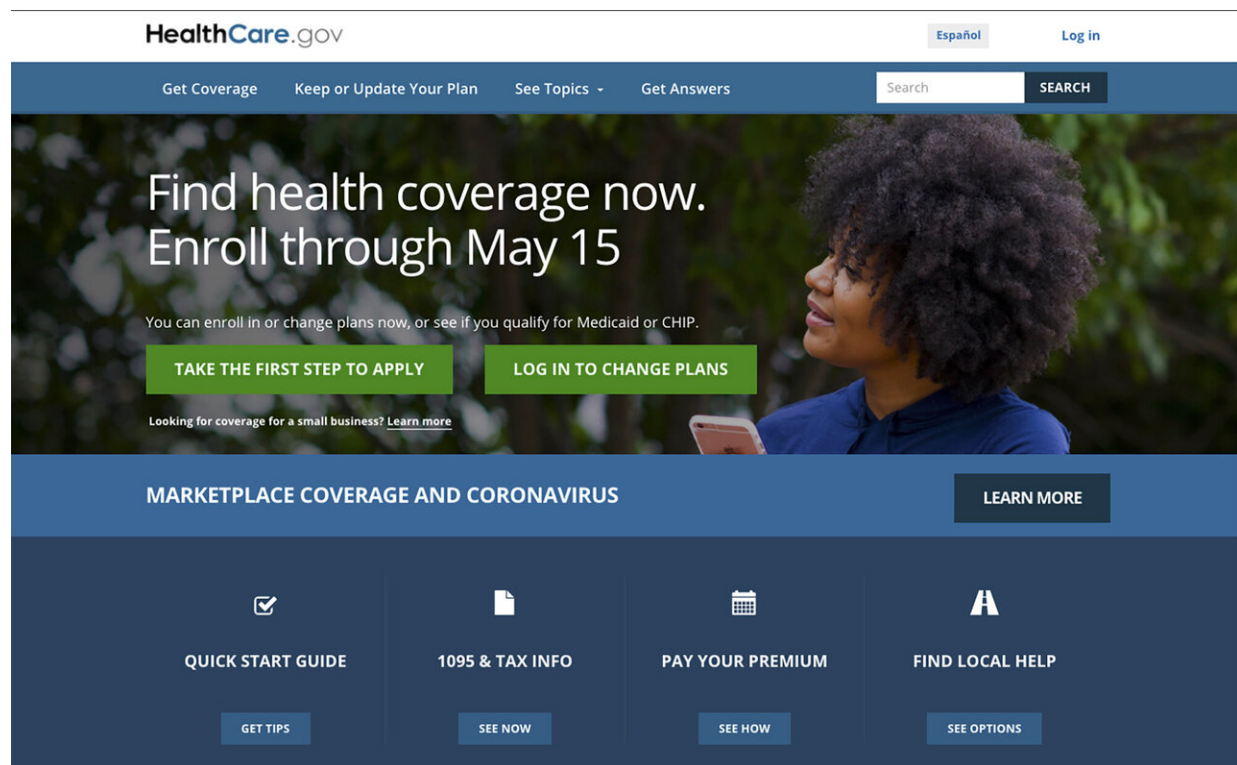 HealthCare.gov
Español
Log in
Get Coverage
Keep or Update Your Plan
See Topics
Get Answers
Search
SEARCH
Find health coverage now.
Enroll through May 15
You can enroll in or change plans now, or see if you qualify for Medicaid or CHIP.
TAKE THE FIRST STEP TO APPLY
LOG IN TO CHANGE PLANS
Looking for coverage for a small business? Learn more
MARKETPLACE COVERAGE AND CORONAVIRUS
LEARN MORE
QUICK START GUIDE
GET TIPS
1095 & TAX INFO
SEE NOW
PAY YOUR PREMIUM
SEE HOW
FIND LOCAL HELP
SEE OPTIONS